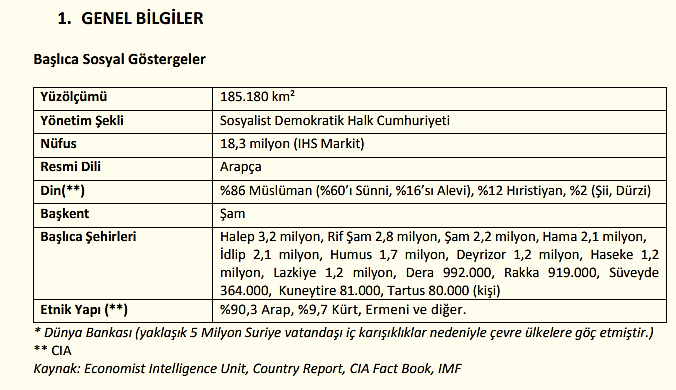 1. GENEL BİLGİLER
Başlıca Sosyal Göstergeler
Yüzölçümü 185.180 km²
Yönetim Şekli Sosyalist Demokratik Halk Cumhuriyeti
Nüfus 18,3 milyon (IHS Markit)
Resmi Dili Arapça
Din(**) %86 Müslüman (%60’ı Sünni, %16’sı Alevi), %12 Hıristiyan, %2 (Şii, Dürzi)
Başkent Şam
Başlıca Şehirleri Halep 3,2 milyon, Rif Şam 2,8 milyon, Şam 2,2 milyon, Hama 2,1 milyon,
İdlip 2,1 milyon, Humus 1,7 milyon, Deyrizor 1,2 milyon, Haseke 1,2
milyon, Lazkiye 1,2 milyon, Dera 992.000, Rakka 919.000, Süveyde
364.000, Kuneytire 81.000, Tartus 80.000 (kişi)
Etnik Yapı (**) %90,3 Arap, %9,7 Kürt, Ermeni ve diğer.
* Dünya Bankası (yaklaşık 5 Milyon Suriye vatandaşı iç karışıklıklar nedeniyle çevre ülkelere göç etmiştir.)
** CIA
Kaynak: Economist Intelligence Unit, Country Report, CIA Fact Book, IMF